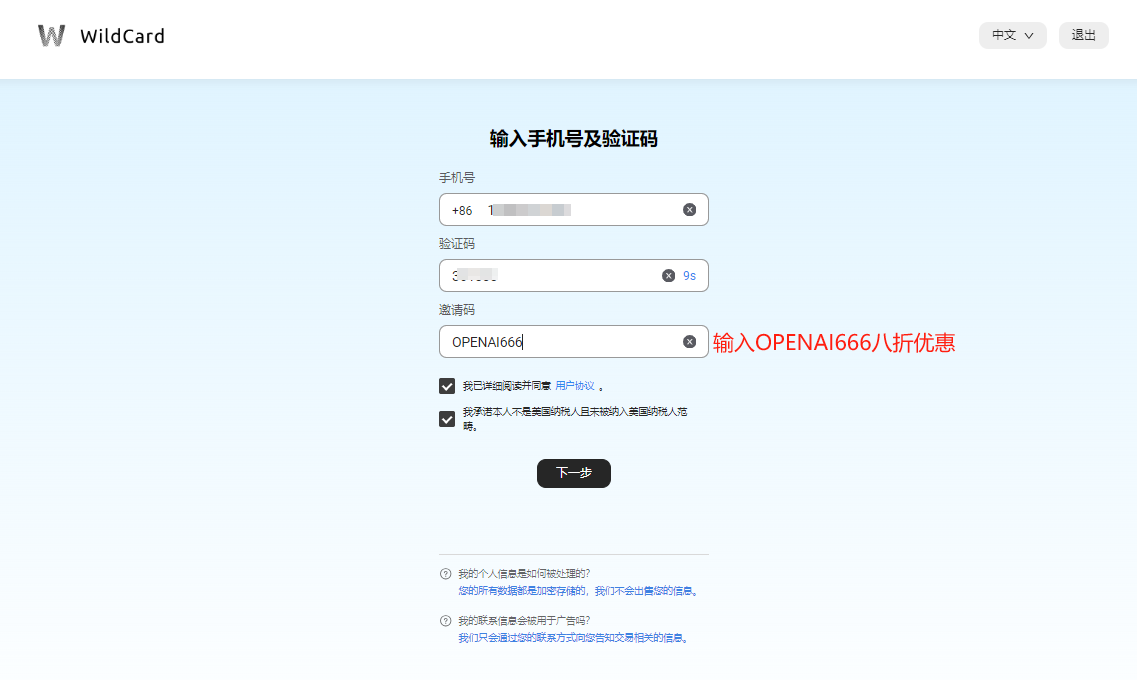 WildCard
中文
退出
输入手机号及验证码
手机号
+86 1
验证码
3
9s
邀请码
OPENAI666
输入OPENAI666八折优惠
我已详细阅读并同意 用户协议 。
我承诺本人不是美国纳税人且未被纳入美国纳税人范
畴。
下一步
我的个人信息是如何被处理的?
您的所有数据都是加密存储的，我们不会出售您的信息。
我的联系信息会被用于广告吗?
我们只会通过您的联系方式向您告知交易相关的信息。